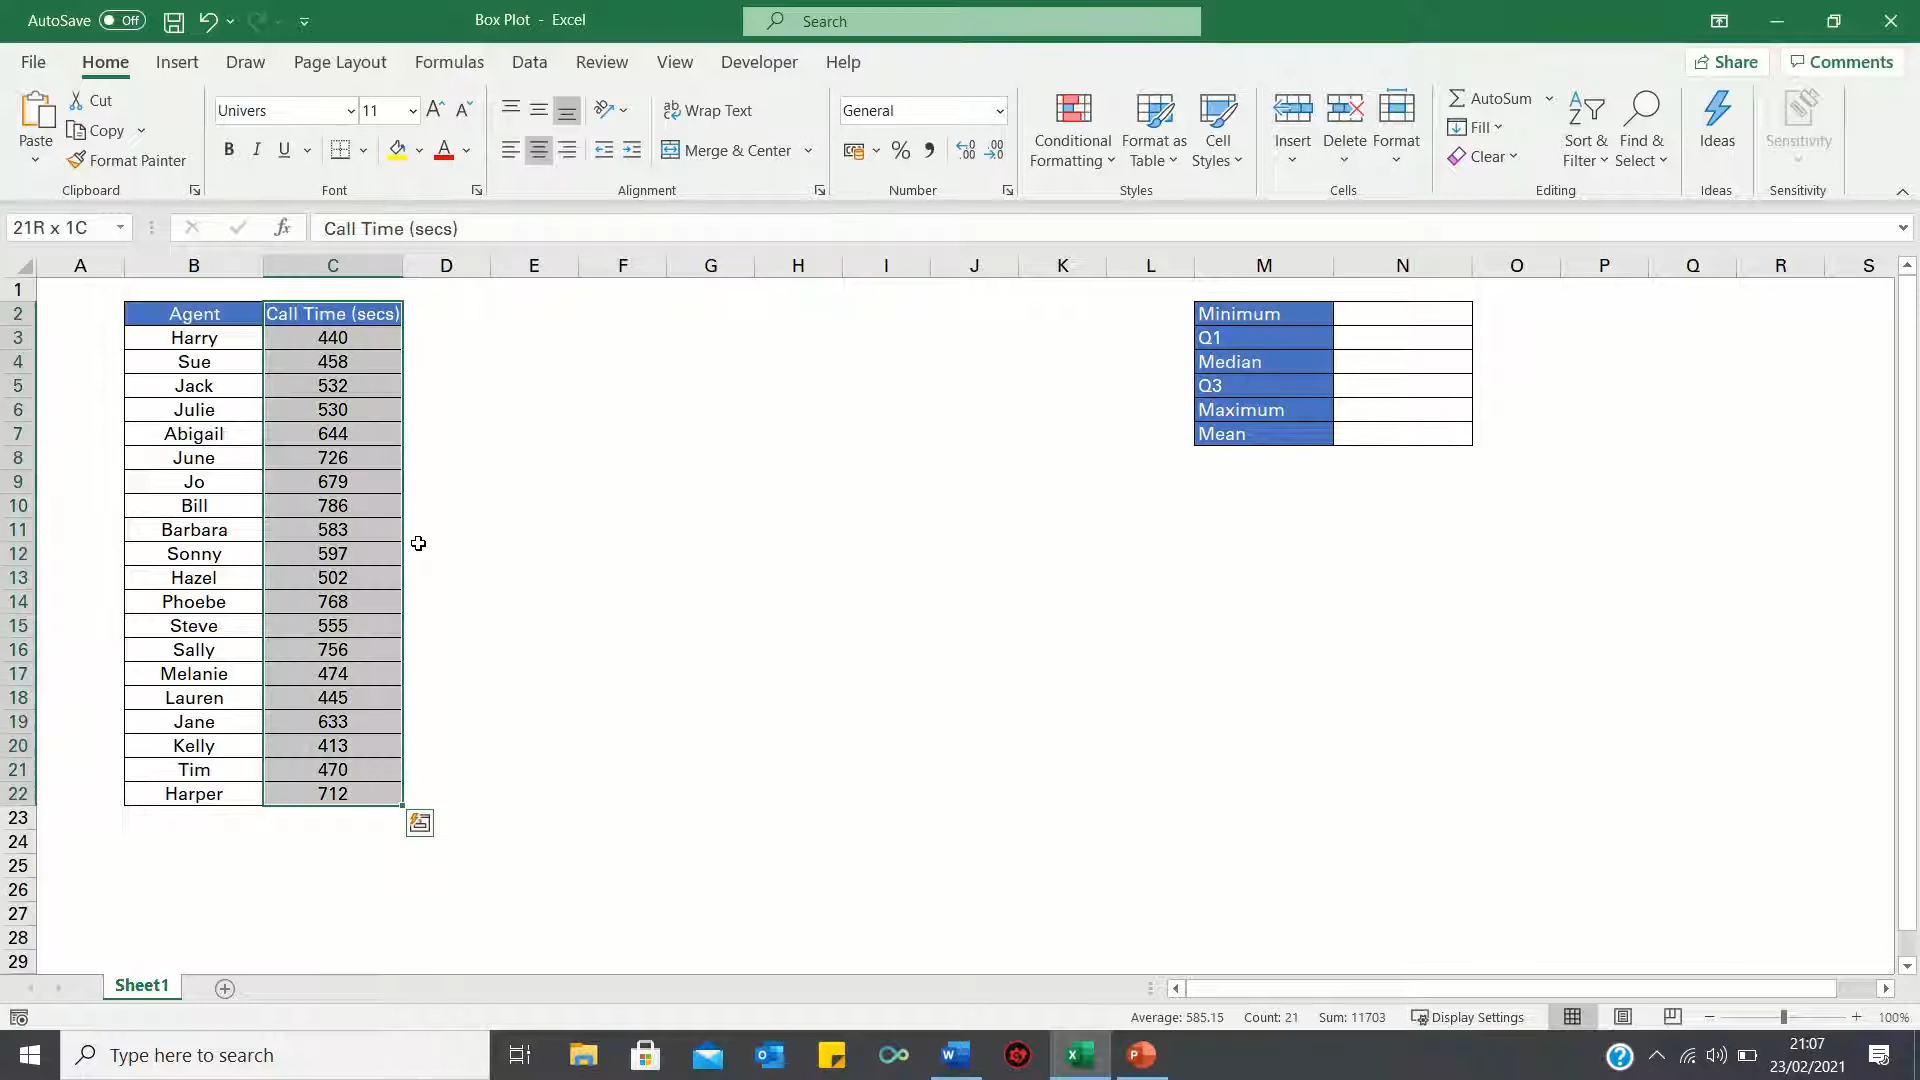 AutoSave Off
Box Plot - Excel
Search
File Home Insert Draw Page Layout Formulas Data Review View Developer Help
Share Comments
Paste
Cut
Copy
Format Painter
Clipboard
Univers 11
B I U
Font
Wrap Text
Merge & Center
Alignment
General
Number
Conditional Formatting
Format as Table
Cell Styles
Styles
Insert Delete Format
Cells
AutoSum
Fill
Clear
Sort & Filter
Find & Select
Editing
Ideas
Ideas
Sensitivity
Sensitivity
21R x 1C fx Call Time (secs)
A B C D E F G H I J K L M N O P Q R S
1
2 Agent Call Time (secs) Minimum
3 Harry 440 Q1
4 Sue 458 Median
5 Jack 532 Q3
6 Julie 530 Maximum
7 Abigail 644 Mean
8 June 726
9 Jo 679
10 Bill 786
11 Barbara 583
12 Sonny 597
13 Hazel 502
14 Phoebe 768
15 Steve 555
16 Sally 756
17 Melanie 474
18 Lauren 445
19 Jane 633
20 Kelly 413
21 Tim 470
22 Harper 712
23
24
25
26
27
28
29
Sheet1
Average: 585.15 Count: 21 Sum: 11703 Display Settings 100%
Type here to search
21:07
23/02/2021